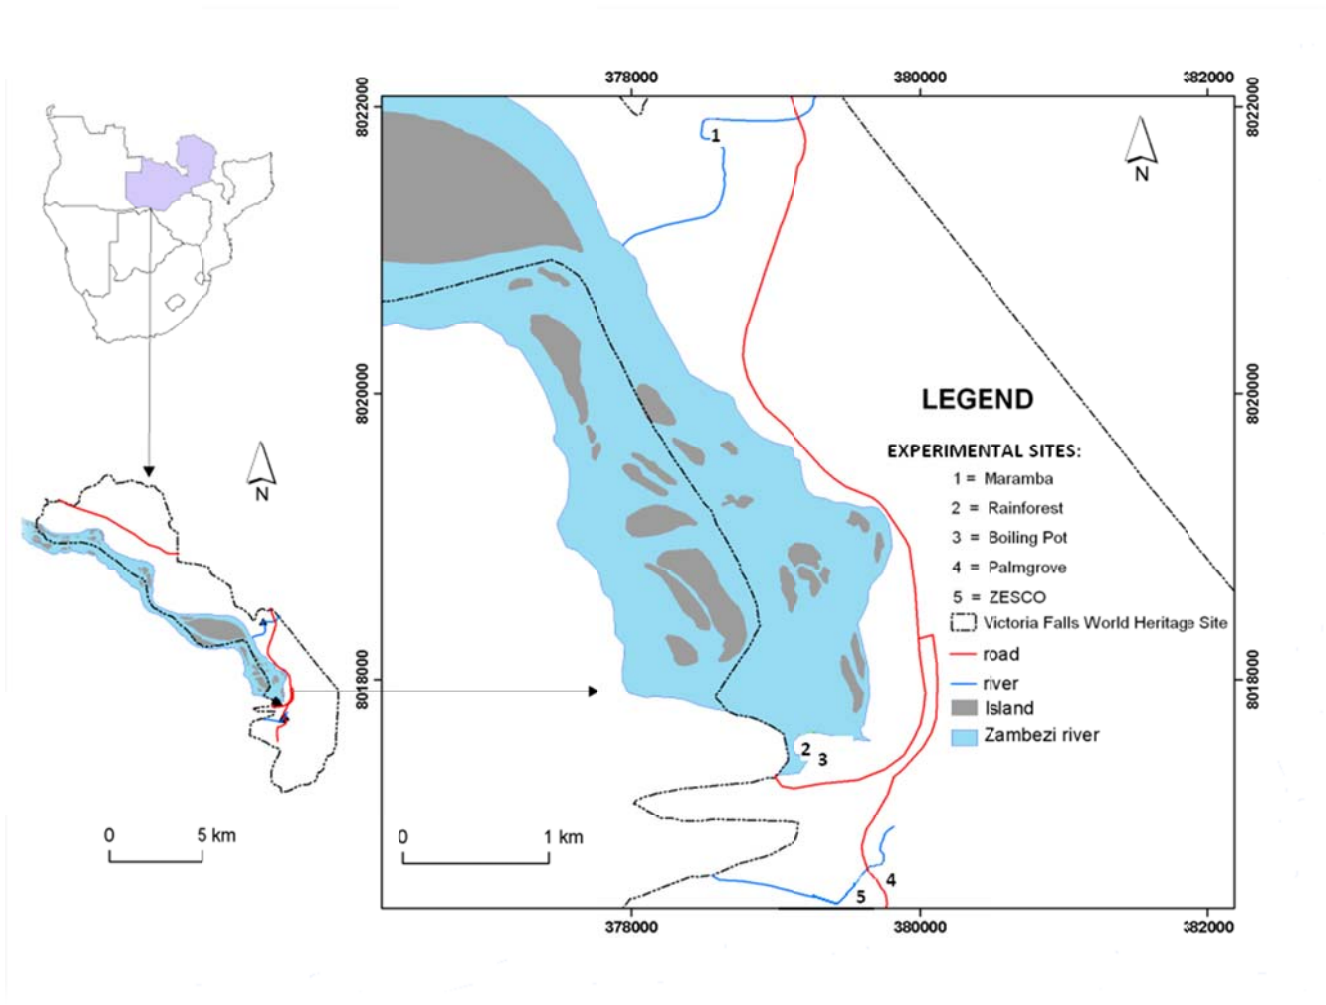 378000
380000
382000
8022000
8022000
N
1
8020000
8020000
LEGEND
EXPERIMENTAL SITES:
1 = Maramba
2 = Rainforest
3 = Boiling Pot
4 = Palmgrove
5 = ZESCO
Victoria Falls World Heritage Site
road
river
Island
Zambezi river
N
8018000
8018000
2
3
0
5 km
0
1 km
4
5
378000
380000
382000